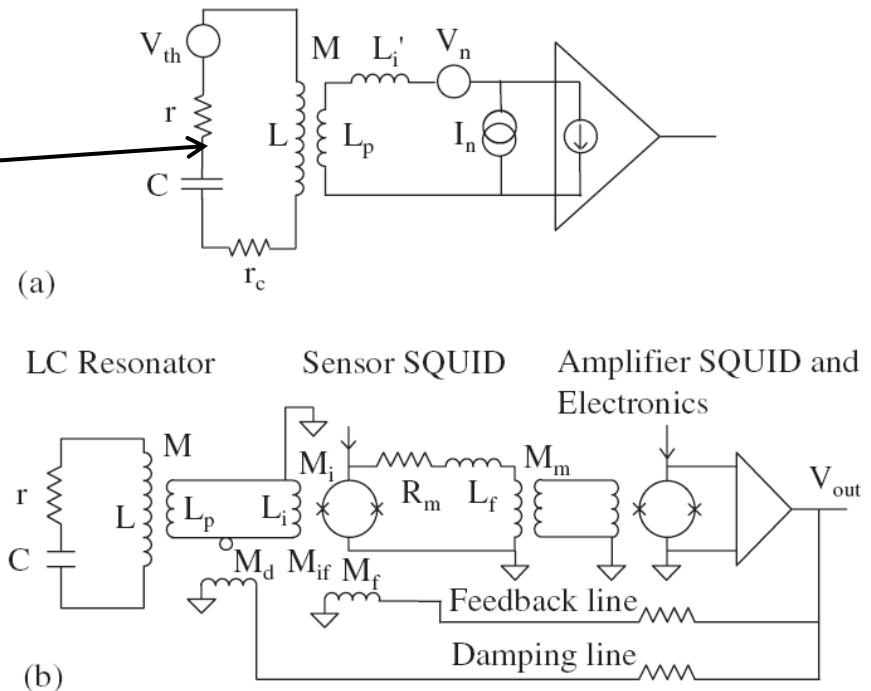 V_th
M
L_i'
V_n
r
L
L_p
I_n
C
r_c
(a)
LC Resonator
Sensor SQUID
Amplifier SQUID and
Electronics
M
M_i
M_m
V_out
r
L
L_p
L_i
R_m
L_f
C
M_d
M_if
M_f
Feedback line
Damping line
(b)